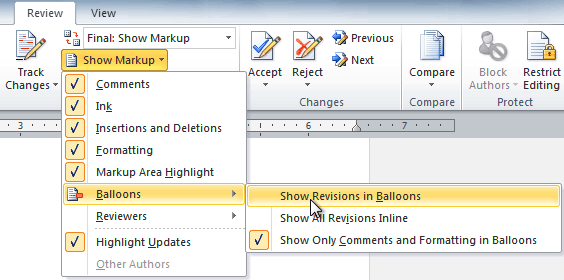 Review View
Final: Show Markup
Show Markup
Track Changes
Accept
Reject
Previous
Next
Changes
Compare
Compare
Block Authors
Restrict Editing
Protect
3 6 7
Comments
Ink
Insertions and Deletions
Formatting
Markup Area Highlight
Balloons
Reviewers
Highlight Updates
Other Authors
Show Revisions in Balloons
Show All Revisions Inline
Show Only Comments and Formatting in Balloons